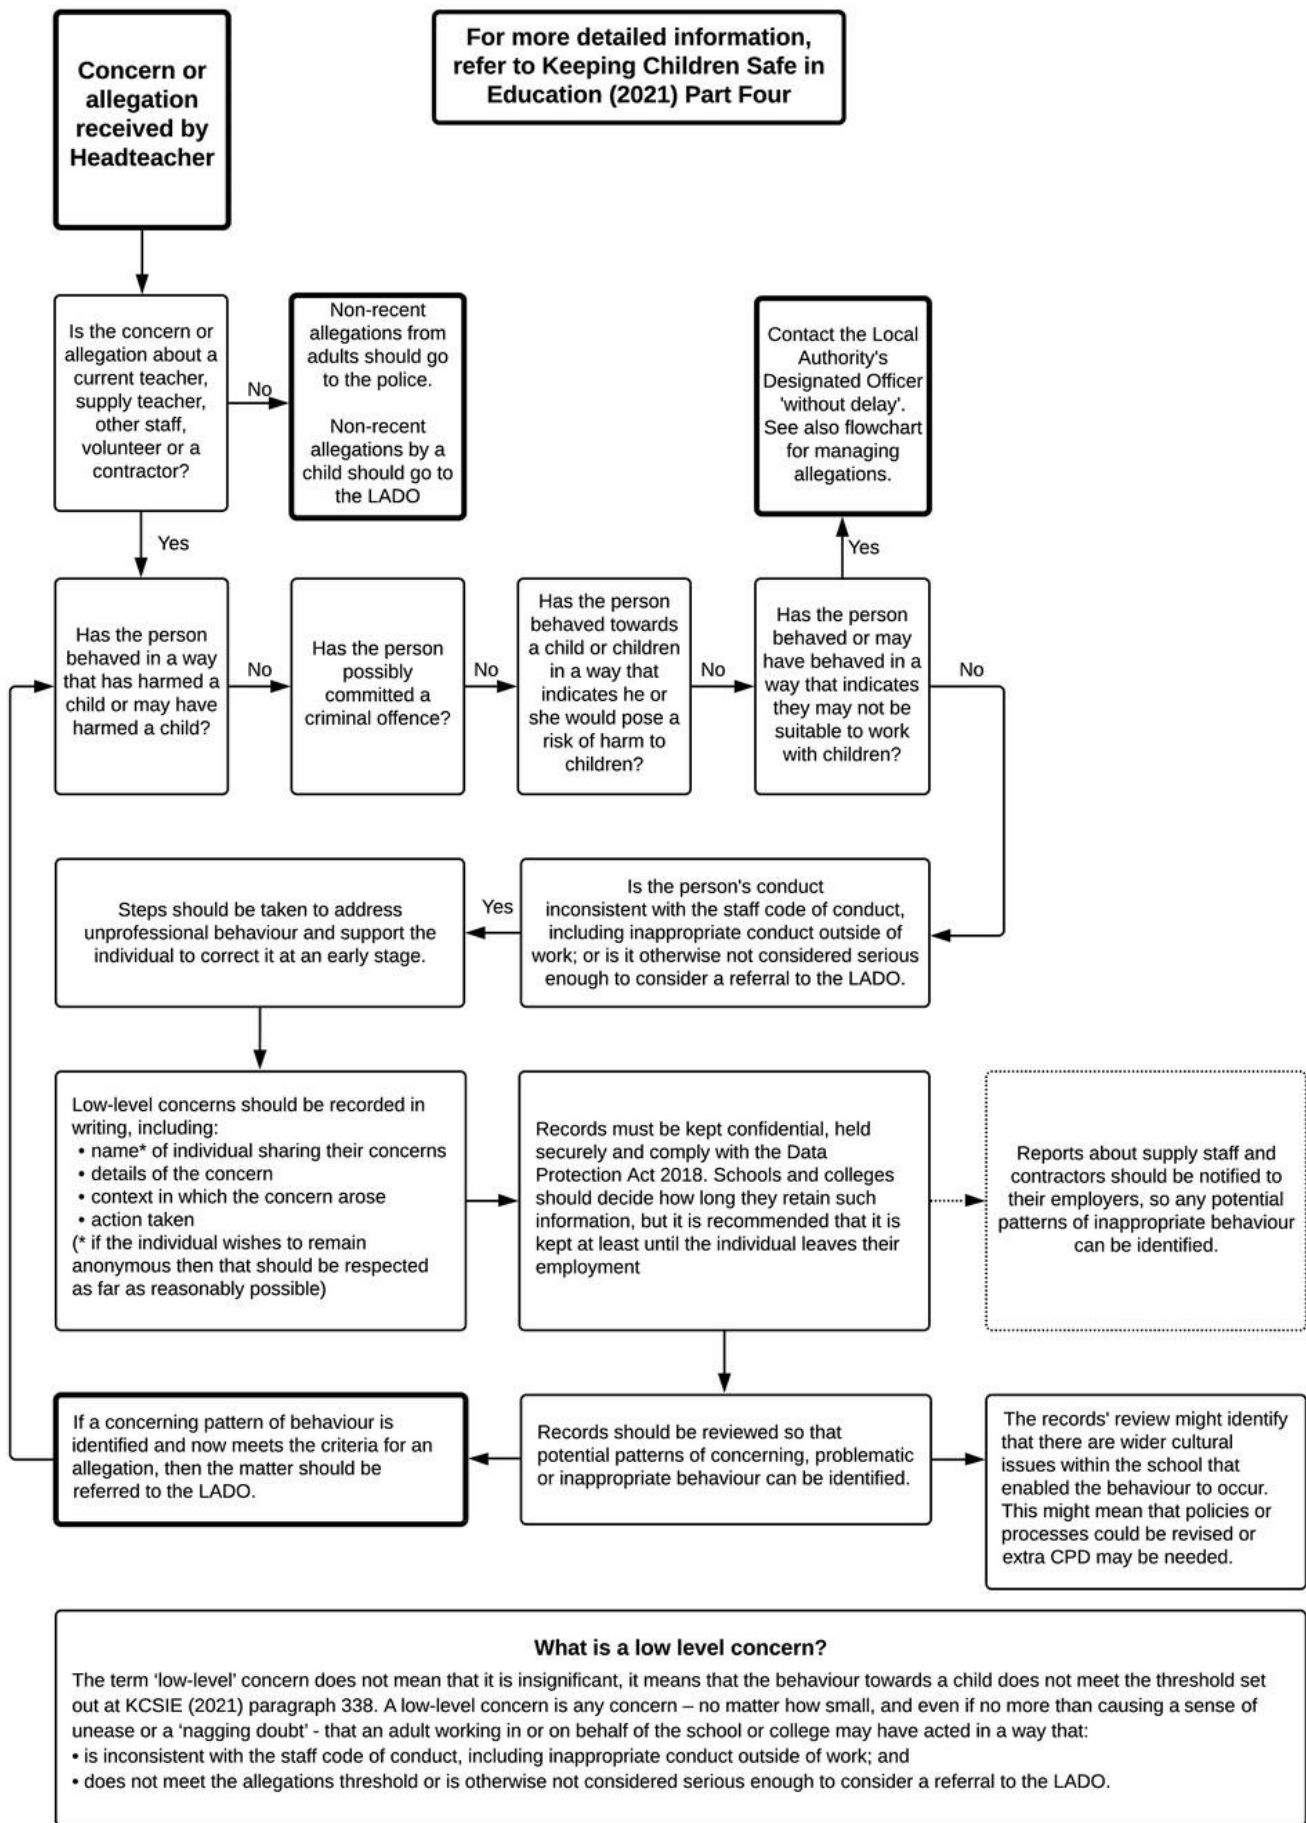 Concern or
allegation
received by
Headteacher
For more detailed information,
refer to Keeping Children Safe in
Education (2021) Part Four
Is the concern or
allegation about a
current teacher,
supply teacher,
other staff,
volunteer or a
contractor?
No
Non-recent
allegations from
adults should go
to the police.
Non-recent
allegations by a
child should go to
the LADO
Contact the Local
Authority's
Designated Officer
'without delay'.
See also flowchart
for managing
allegations.
Yes
Yes
Has the person
behaved in a way
that has harmed a
child or may have
harmed a child?
No
Has the person
possibly
committed a
criminal offence?
No
Has the person
behaved towards
a child or children
in a way that
indicates he or
she would pose a
risk of harm to
children?
No
Has the person
behaved or may
have behaved in a
way that indicates
they may not be
suitable to work
with children?
No
Is the person's conduct
inconsistent with the staff code of conduct,
including inappropriate conduct outside of
work; or is it otherwise not considered serious
enough to consider a referral to the LADO.
Yes
Steps should be taken to address
unprofessional behaviour and support the
individual to correct it at an early stage.
Low-level concerns should be recorded in
writing, including:
• name* of individual sharing their concerns
• details of the concern
• context in which the concern arose
• action taken
(* if the individual wishes to remain
anonymous then that should be respected
as far as reasonably possible)
Records must be kept confidential, held
securely and comply with the Data
Protection Act 2018. Schools and colleges
should decide how long they retain such
information, but it is recommended that it is
kept at least until the individual leaves their
employment
Reports about supply staff and
contractors should be notified to
their employers, so any potential
patterns of inappropriate behaviour
can be identified.
If a concerning pattern of behaviour is
identified and now meets the criteria for an
allegation, then the matter should be
referred to the LADO.
Records should be reviewed so that
potential patterns of concerning, problematic
or inappropriate behaviour can be identified.
The records' review might identify
that there are wider cultural
issues within the school that
enabled the behaviour to occur.
This might mean that policies or
processes could be revised or
extra CPD may be needed.
What is a low level concern?
The term ‘low-level’ concern does not mean that it is insignificant, it means that the behaviour towards a child does not meet the threshold set
out at KCSIE (2021) paragraph 338. A low-level concern is any concern – no matter how small, and even if no more than causing a sense of
unease or a ‘nagging doubt’ - that an adult working in or on behalf of the school or college may have acted in a way that:
• is inconsistent with the staff code of conduct, including inappropriate conduct outside of work; and
• does not meet the allegations threshold or is otherwise not considered serious enough to consider a referral to the LADO.